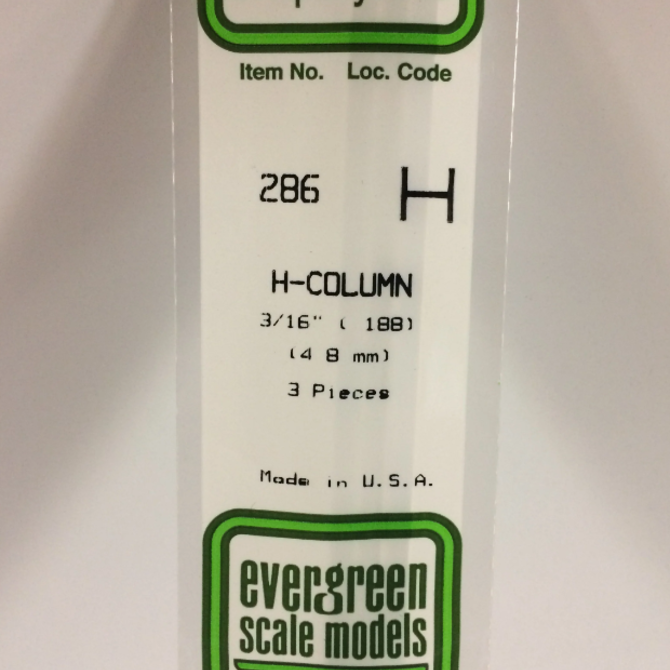 Item No. Loc. Code
286 H
H-COLUMN
3/16" ( 188)
(4 8 mm)
3 Pieces
Made in U.S.A.
evergreen
scale models